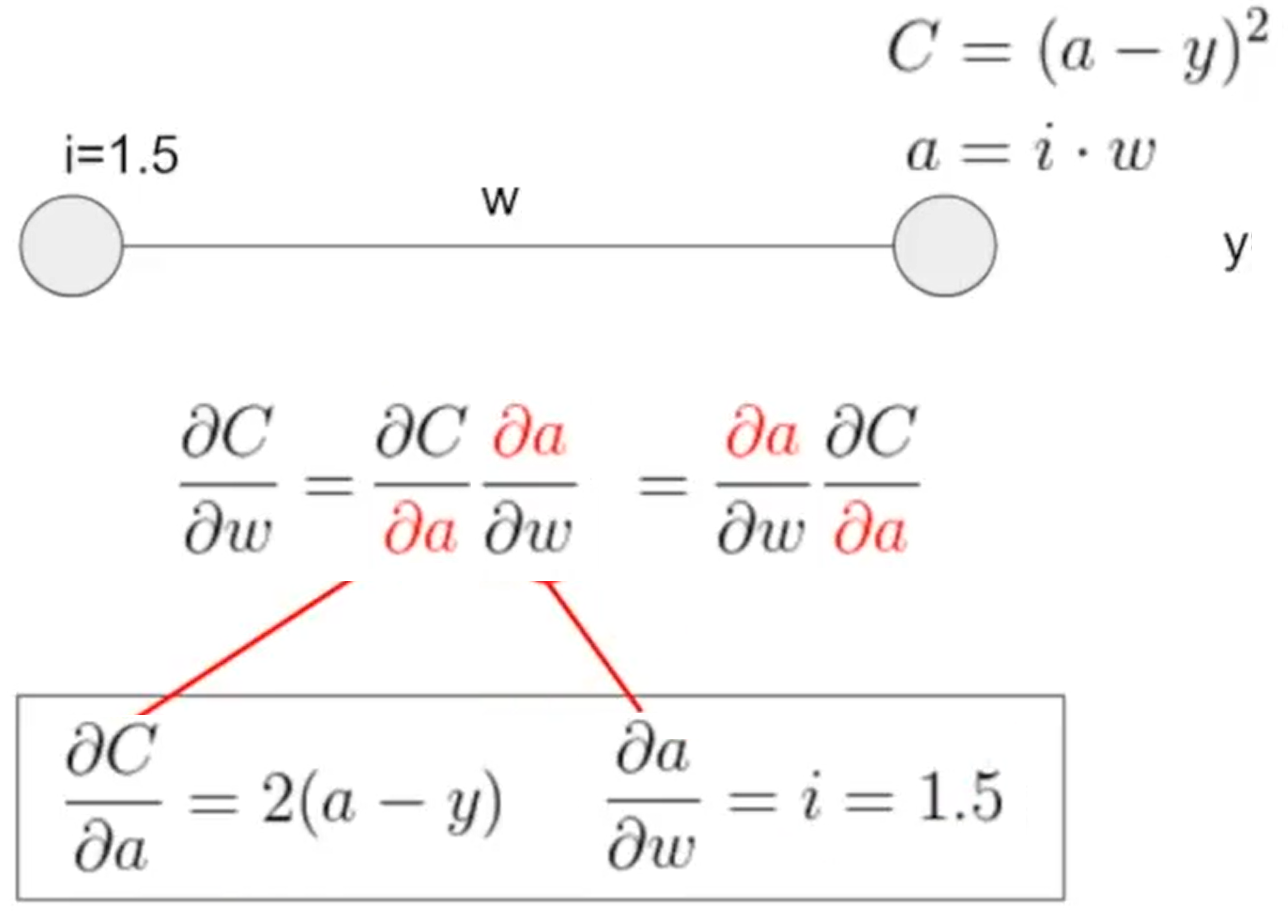 C = (a − y)²
i=1.5
a = i · w
w
y
∂C/∂w = ∂C/∂a ∂a/∂w = ∂a/∂w ∂C/∂a
∂C/∂a = 2(a − y)
∂a/∂w = i = 1.5